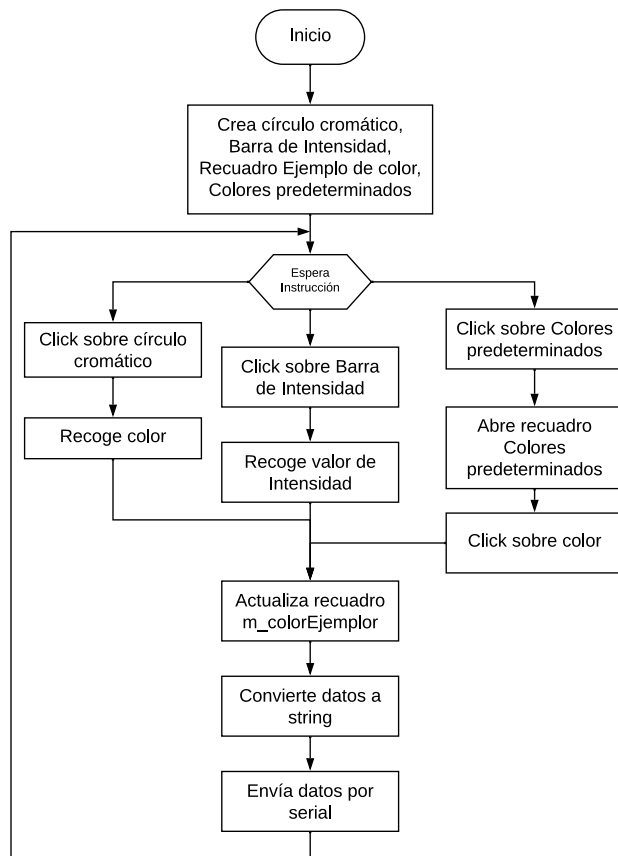 Inicio
Crea círculo cromático,
Barra de Intensidad,
Recuadro Ejemplo de color,
Colores predeterminados
Espera
Instrucción
Click sobre círculo
cromático
Recoge color
Click sobre Barra
de Intensidad
Recoge valor de
Intensidad
Click sobre Colores
predeterminados
Abre recuadro
Colores
predeterminados
Click sobre color
Actualiza recuadro
m_colorEjemplor
Convierte datos a
string
Envía datos por
serial